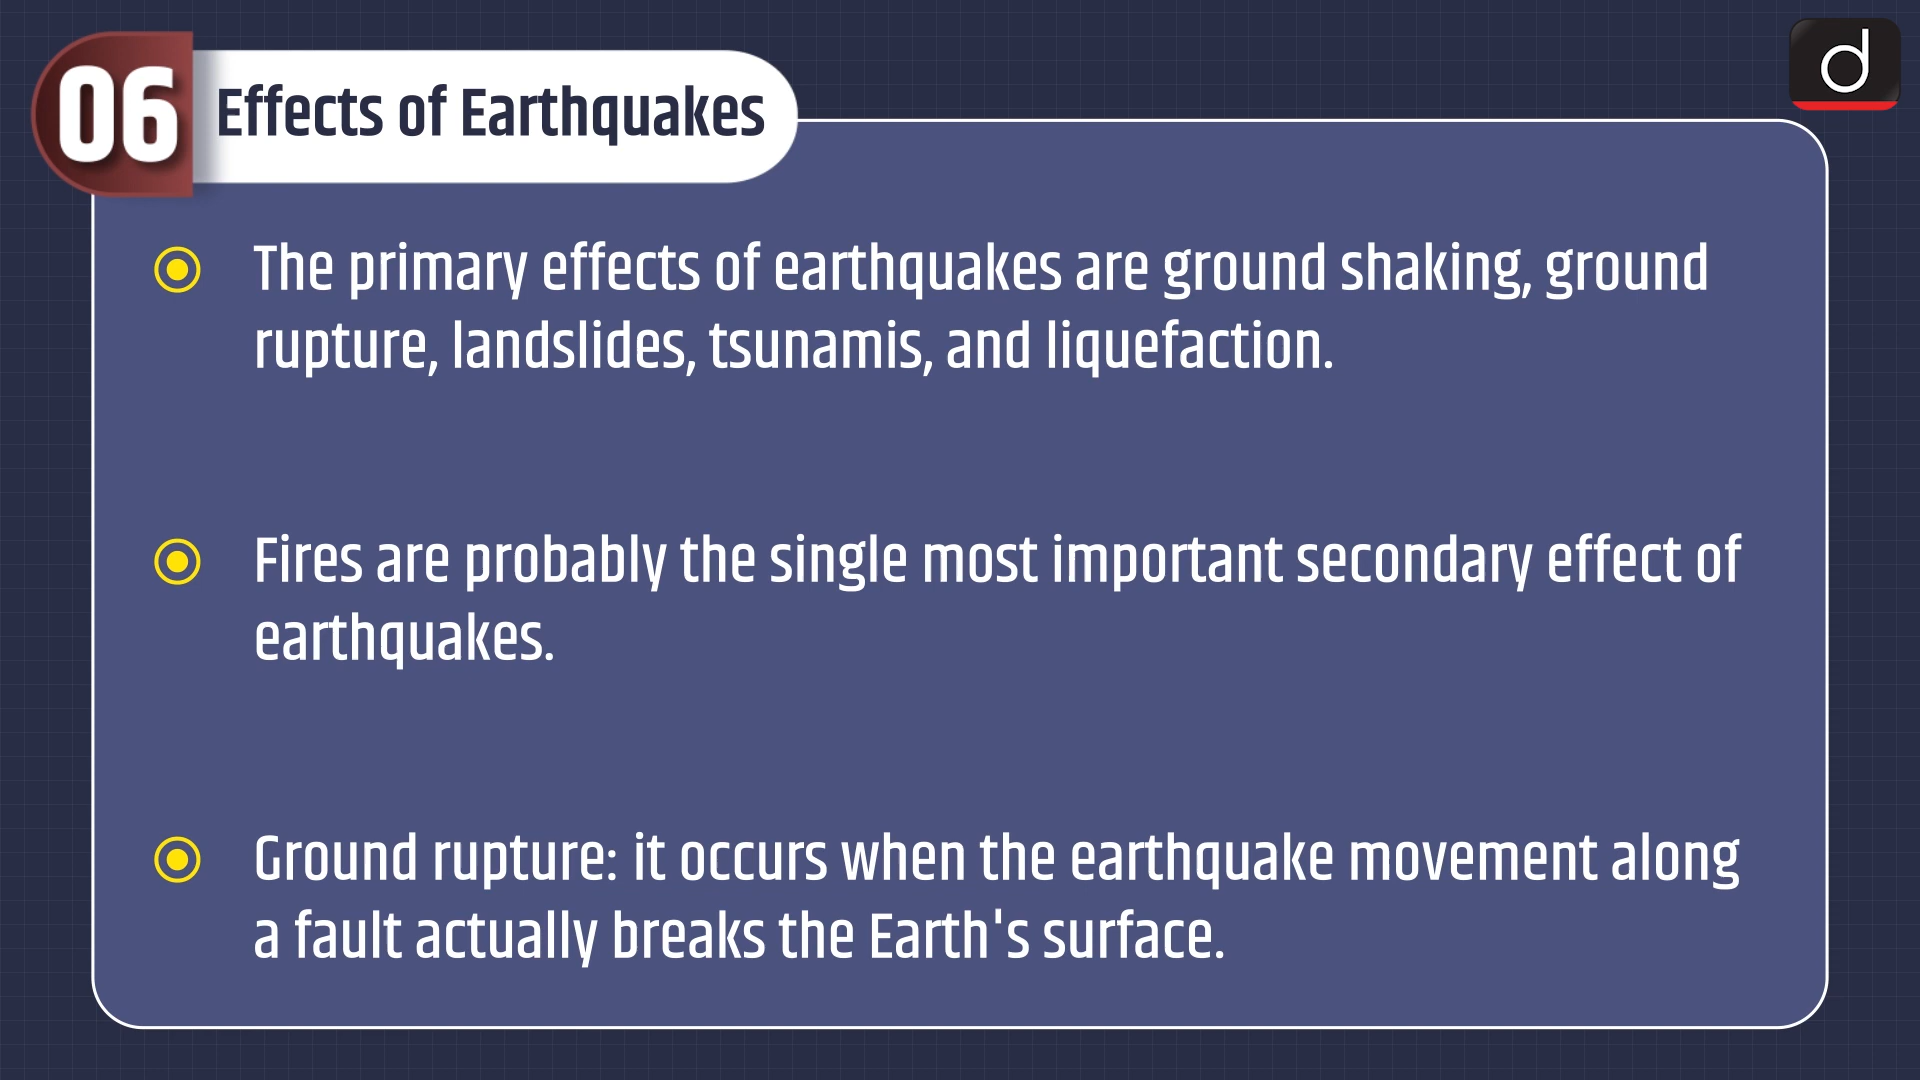 06
Effects of Earthquakes
d
The primary effects of earthquakes are ground shaking, ground
rupture, landslides, tsunamis, and liquefaction.
Fires are probably the single most important secondary effect of
earthquakes.
Ground rupture: it occurs when the earthquake movement along
a fault actually breaks the Earth's surface.